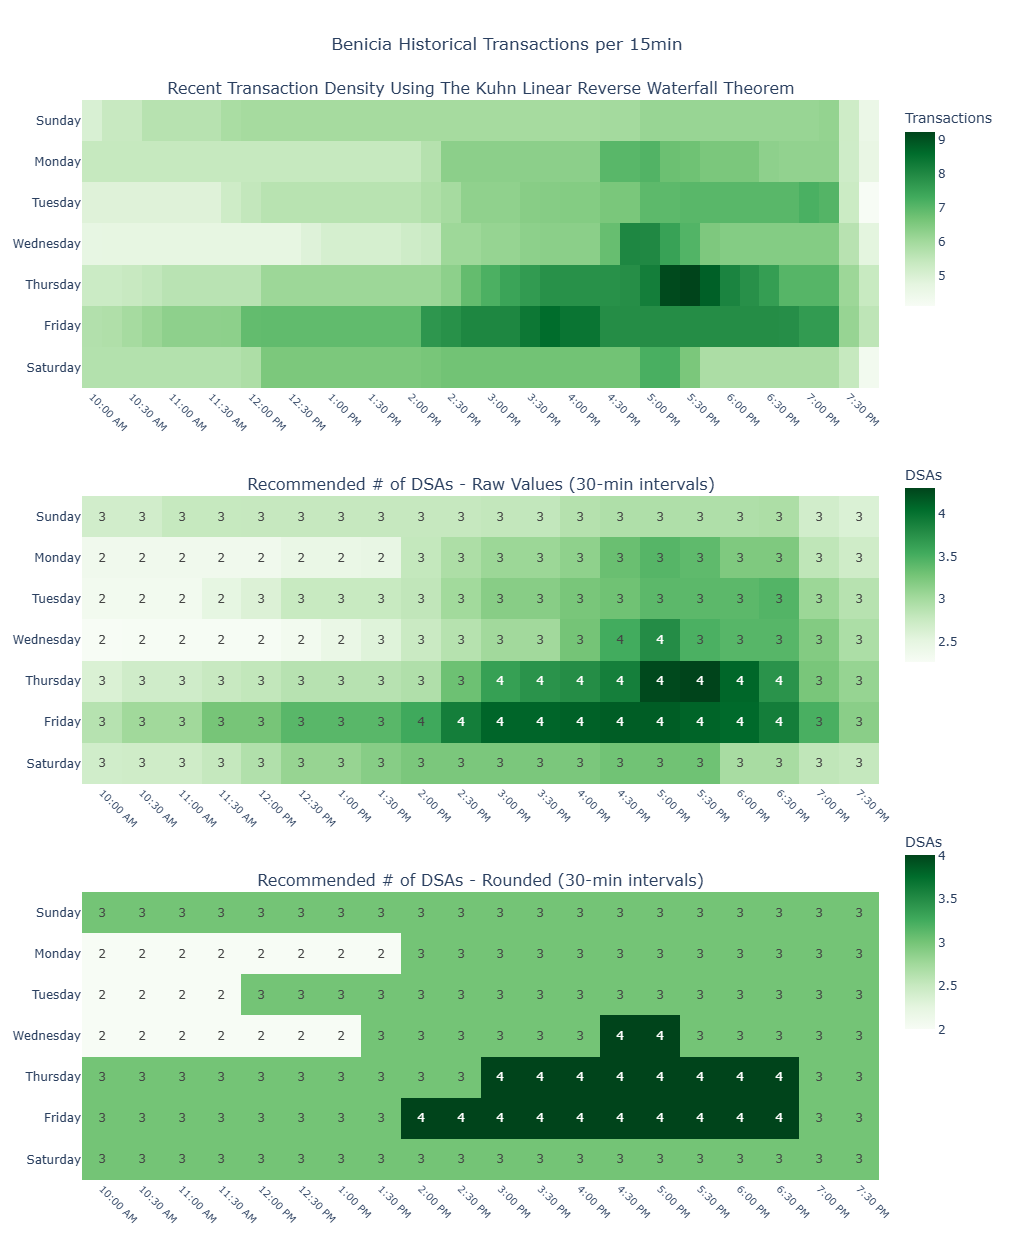 Benicia Historical Transactions per 15min
Recent Transaction Density Using The Kuhn Linear Reverse Waterfall Theorem
Transactions
Sunday
Monday
Tuesday
Wednesday
Thursday
Friday
Saturday
9
8
7
6
5
10:00 AM 10:30 AM 11:00 AM 11:30 AM 12:00 PM 12:30 PM 1:00 PM 1:30 PM 2:00 PM 2:30 PM 3:00 PM 3:30 PM 4:00 PM 4:30 PM 5:00 PM 5:30 PM 6:00 PM 6:30 PM 7:00 PM 7:30 PM
Recommended # of DSAs - Raw Values (30-min intervals)
DSAs
Sunday 3 3 3 3 3 3 3 3 3 3 3 3 3 3 3 3 3 3 3 3
Monday 2 2 2 2 2 2 2 2 3 3 3 3 3 3 3 3 3 3 3 3
Tuesday 2 2 2 2 3 3 3 3 3 3 3 3 3 3 3 3 3 3 3 3
Wednesday 2 2 2 2 2 2 2 3 3 3 3 3 3 4 4 3 3 3 3 3
Thursday 3 3 3 3 3 3 3 3 3 3 4 4 4 4 4 4 4 4 3 3
Friday 3 3 3 3 3 3 3 3 4 4 4 4 4 4 4 4 4 4 3 3
Saturday 3 3 3 3 3 3 3 3 3 3 3 3 3 3 3 3 3 3 3 3
4
3.5
3
2.5
10:00 AM 10:30 AM 11:00 AM 11:30 AM 12:00 PM 12:30 PM 1:00 PM 1:30 PM 2:00 PM 2:30 PM 3:00 PM 3:30 PM 4:00 PM 4:30 PM 5:00 PM 5:30 PM 6:00 PM 6:30 PM 7:00 PM 7:30 PM
Recommended # of DSAs - Rounded (30-min intervals)
DSAs
Sunday 3 3 3 3 3 3 3 3 3 3 3 3 3 3 3 3 3 3 3 3
Monday 2 2 2 2 2 2 2 2 3 3 3 3 3 3 3 3 3 3 3 3
Tuesday 2 2 2 2 3 3 3 3 3 3 3 3 3 3 3 3 3 3 3 3
Wednesday 2 2 2 2 2 2 2 3 3 3 3 3 3 4 4 3 3 3 3 3
Thursday 3 3 3 3 3 3 3 3 3 3 4 4 4 4 4 4 4 4 3 3
Friday 3 3 3 3 3 3 3 3 4 4 4 4 4 4 4 4 4 4 3 3
Saturday 3 3 3 3 3 3 3 3 3 3 3 3 3 3 3 3 3 3 3 3
4
3.5
3
2.5
2
10:00 AM 10:30 AM 11:00 AM 11:30 AM 12:00 PM 12:30 PM 1:00 PM 1:30 PM 2:00 PM 2:30 PM 3:00 PM 3:30 PM 4:00 PM 4:30 PM 5:00 PM 5:30 PM 6:00 PM 6:30 PM 7:00 PM 7:30 PM